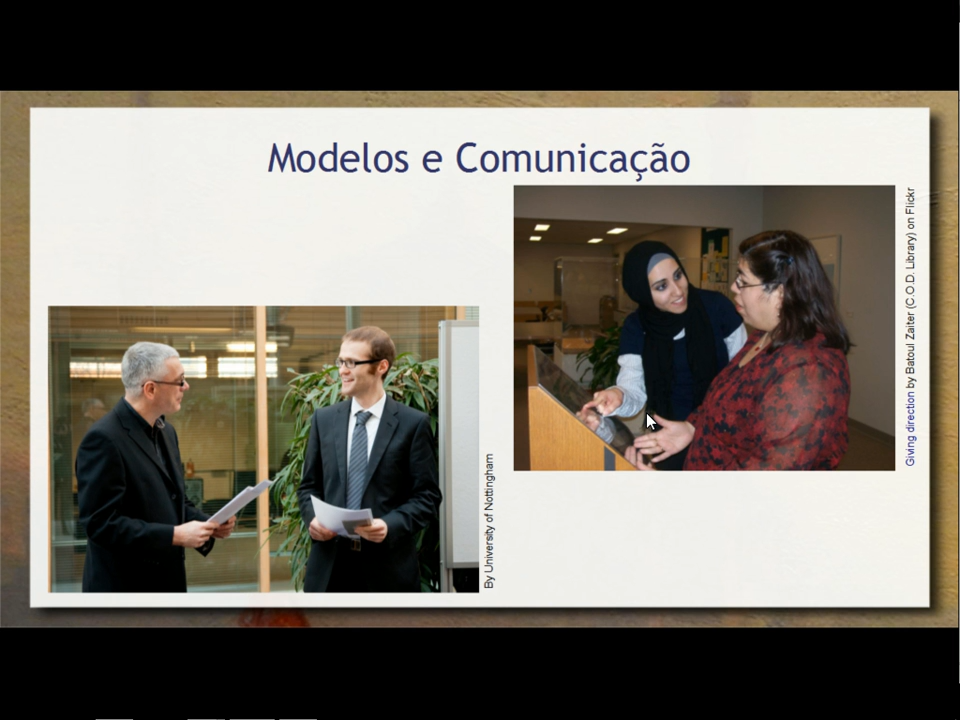 Modelos e Comunicação
By University of Nottingham
Giving direction by Batoul Zaiter (C.O.D. Library) on Flickr